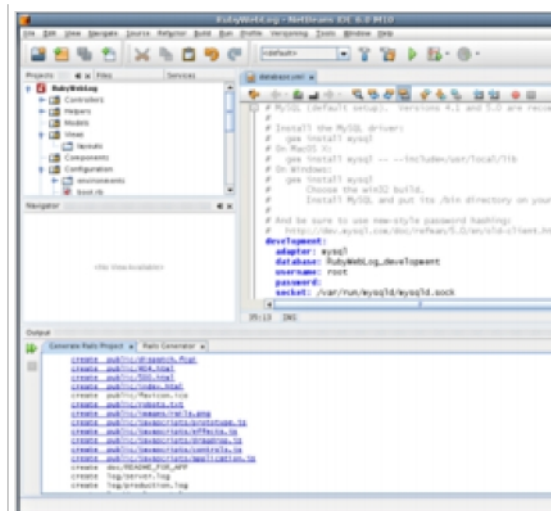 RubyWebLog - NetBeans IDE 6.0 M10
File Edit View Navigate Source Refactor Build Run Profile Versioning Tools Window Help
<default>
Projects Files Services
database.yml
RubyWebLog
Controllers
Helpers
Models
Views
layouts
Components
Configuration
environments
boot.rb
# MySQL (default setup). Versions 4.1 and 5.0 are
#
# Install the MySQL driver:
# gem install mysql
# On MacOS X:
# gem install mysql -- --include=/usr/local/lib
# On Windows:
# gem install mysql
# Choose the win32 build.
# Install MySQL and put its /bin directory on your
#
# And be sure to use new-style password hashing:
# http://dev.mysql.com/doc/refman/5.0/en/old-client.ht
development:
adapter: mysql
database: RubyWebLog_development
username: root
password:
socket: /var/run/mysqld/mysqld.sock
Navigator
<No View Available>
35:13 INS
Output
Generate Rails Project Rails Generator
create public/dispatch.fcgi
create public/404.html
create public/500.html
create public/index.html
create public/favicon.ico
create public/robots.txt
create public/images/rails.png
create public/javascripts/prototype.js
create public/javascripts/effects.js
create public/javascripts/dragdrop.js
create public/javascripts/controls.js
create public/javascripts/application.js
create doc/README_FOR_APP
create log/server.log
create log/production.log